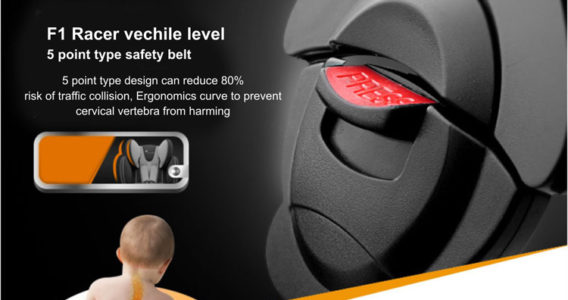 F1 Racer vechile level
5 point type safety belt
5 point type design can reduce 80%
risk of traffic collision, Ergonomics curve to prevent
cervical vertebra from harming
PRESS